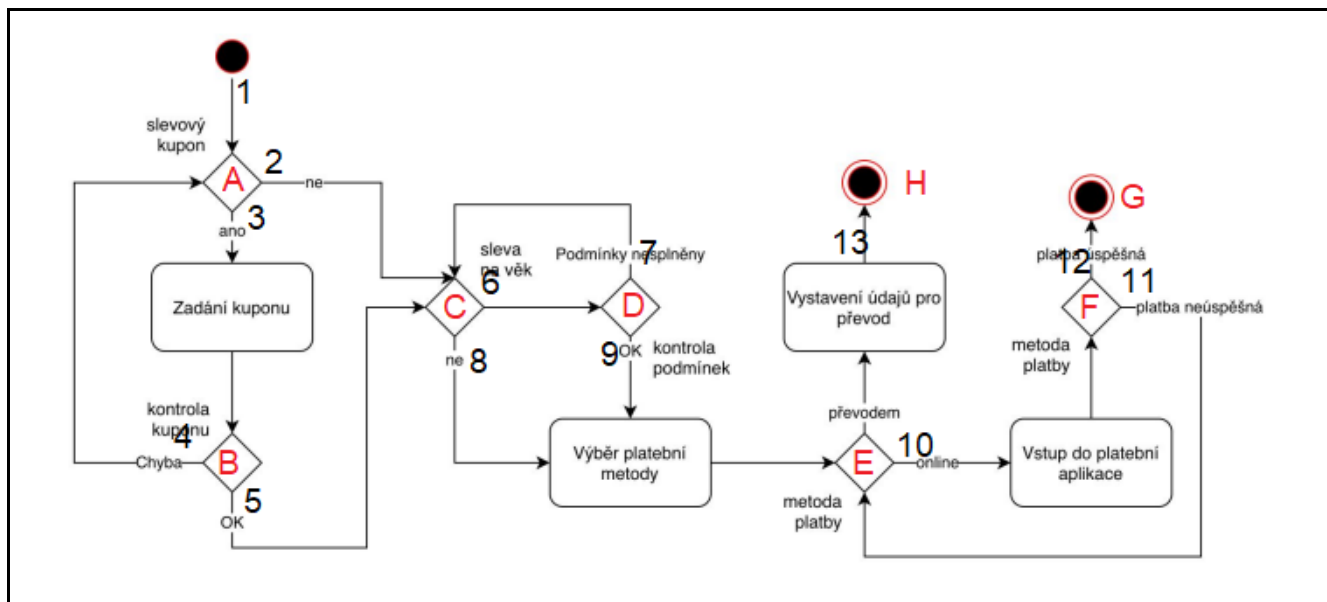 1
slevový
kupon
A
2
ne
3
ano
Zadání kuponu
kontrola
kuponu
4
Chyba
B
5
OK
sleva
na věk
6
C
8
ne
7
Podmínky nesplněny
D
9
OK
kontrola
podmínek
Výběr platební
metody
H
13
Vystavení údajů pro
převod
převodem
E
10
online
metoda
platby
G
platba úspěšná
12
11
F
platba neúspěšná
metoda
platby
Vstup do platební
aplikace